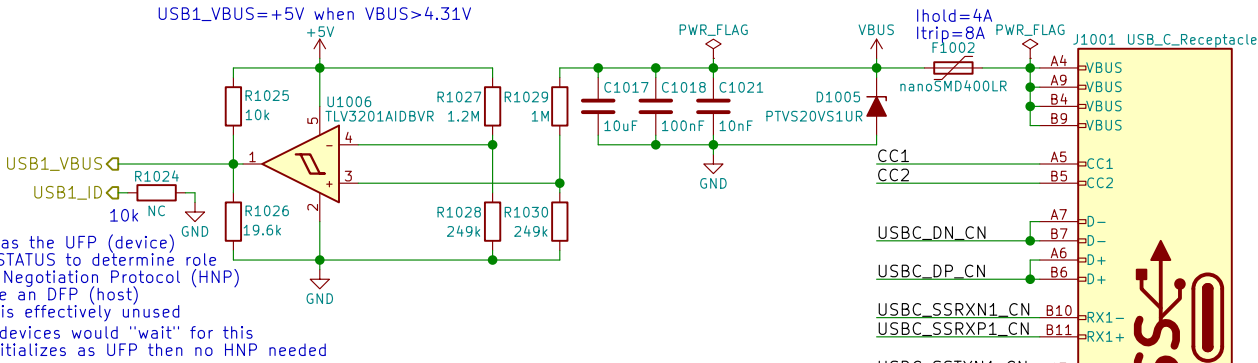 USB1_VBUS=+5V when VBUS>4.31V
+5V
PWR_FLAG
VBUS
Ihold=4A
Itrip=8A
F1002
nanoSMD400LR
PWR_FLAG
J1001 USB_C_Receptacle
R1025
10k
U1006
TLV3201AIDBVR
5
4
-
3
+
1
2
R1027
1.2M
R1029
1M
C1017
10uF
C1018
100nF
C1021
10nF
D1005
PTVS20VS1UR
GND
A4 VBUS
A9 VBUS
B4 VBUS
B9 VBUS
USB1_VBUS
USB1_ID
R1024
NC
10k
GND
R1026
19.6k
R1028
249k
R1030
249k
GND
CC1 A5 CC1
CC2 B5 CC2
A7 D-
USBC_DN_CN B7 D-
A6 D+
USBC_DP_CN B6 D+
USBC_SSRXN1_CN B10 RX1-
USBC_SSRXP1_CN B11 RX1+
SS
as the UFP (device)
STATUS to determine role
Negotiation Protocol (HNP)
e an DFP (host)
is effectively unused
devices would "wait" for this
itializes as UFP then no HNP needed